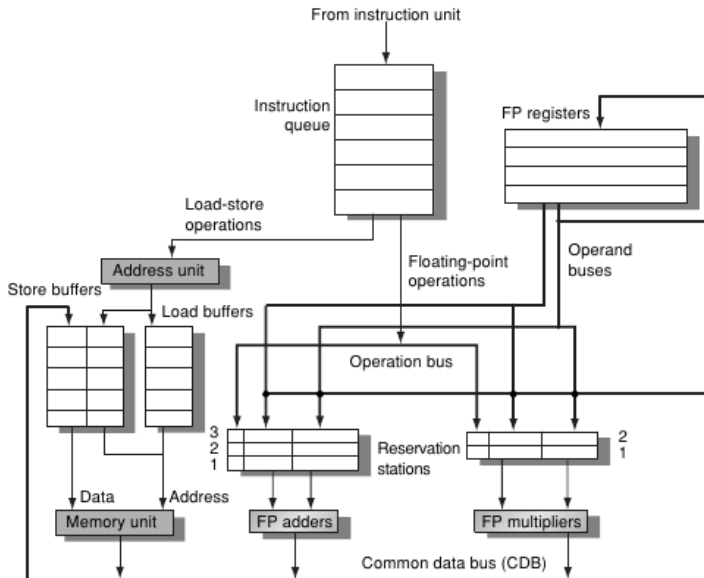 From instruction unit
Instruction
queue
FP registers
Load-store
operations
Address unit
Floating-point
operations
Operand
buses
Store buffers
Load buffers
Operation bus
3
2
1
Reservation
stations
2
1
Data
Address
Memory unit
FP adders
FP multipliers
Common data bus (CDB)